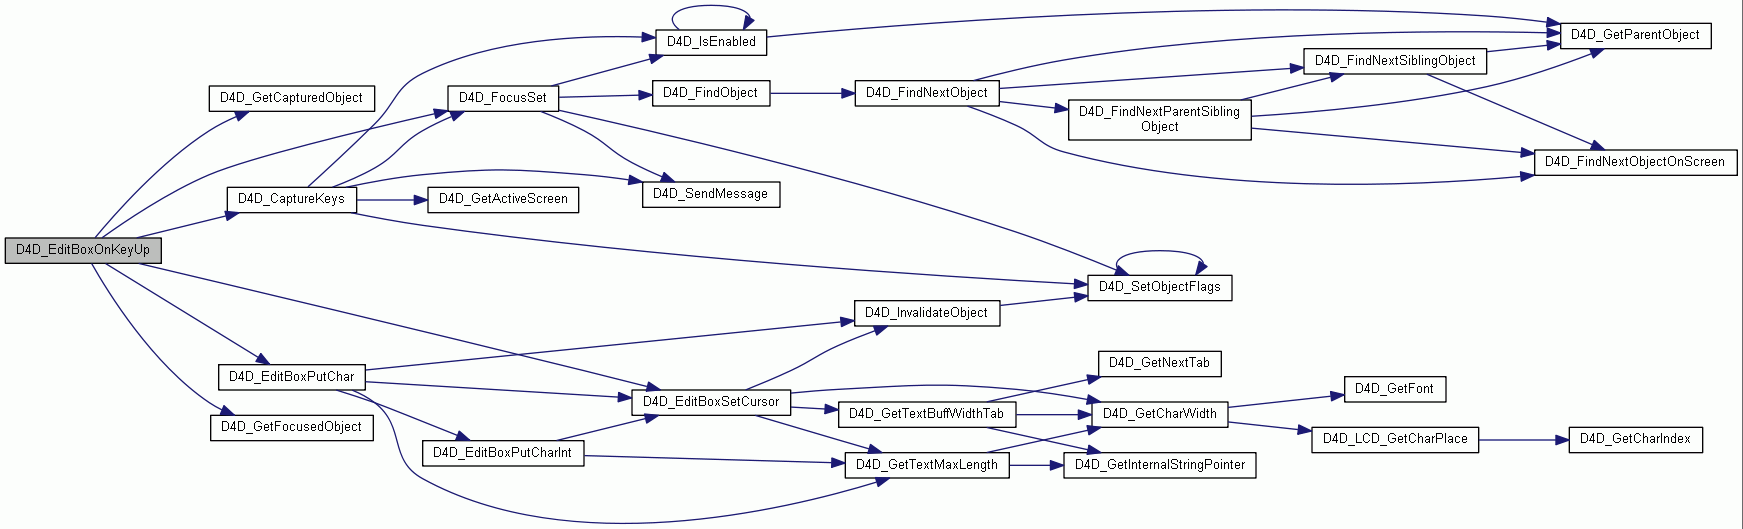 D4D_IsEnabled
D4D_GetParentObject
D4D_FindNextSiblingObject
D4D_GetCapturedObject
D4D_FocusSet
D4D_FindObject
D4D_FindNextObject
D4D_FindNextParentSibling
Object
D4D_FindNextObjectOnScreen
D4D_CaptureKeys
D4D_GetActiveScreen
D4D_SendMessage
D4D_EditBoxOnKeyUp
D4D_SetObjectFlags
D4D_InvalidateObject
D4D_GetNextTab
D4D_EditBoxPutChar
D4D_GetFont
D4D_EditBoxSetCursor
D4D_GetTextBuffWidthTab
D4D_GetCharWidth
D4D_GetFocusedObject
D4D_LCD_GetCharPlace
D4D_GetCharIndex
D4D_EditBoxPutCharInt
D4D_GetTextMaxLength
D4D_GetInternalStringPointer